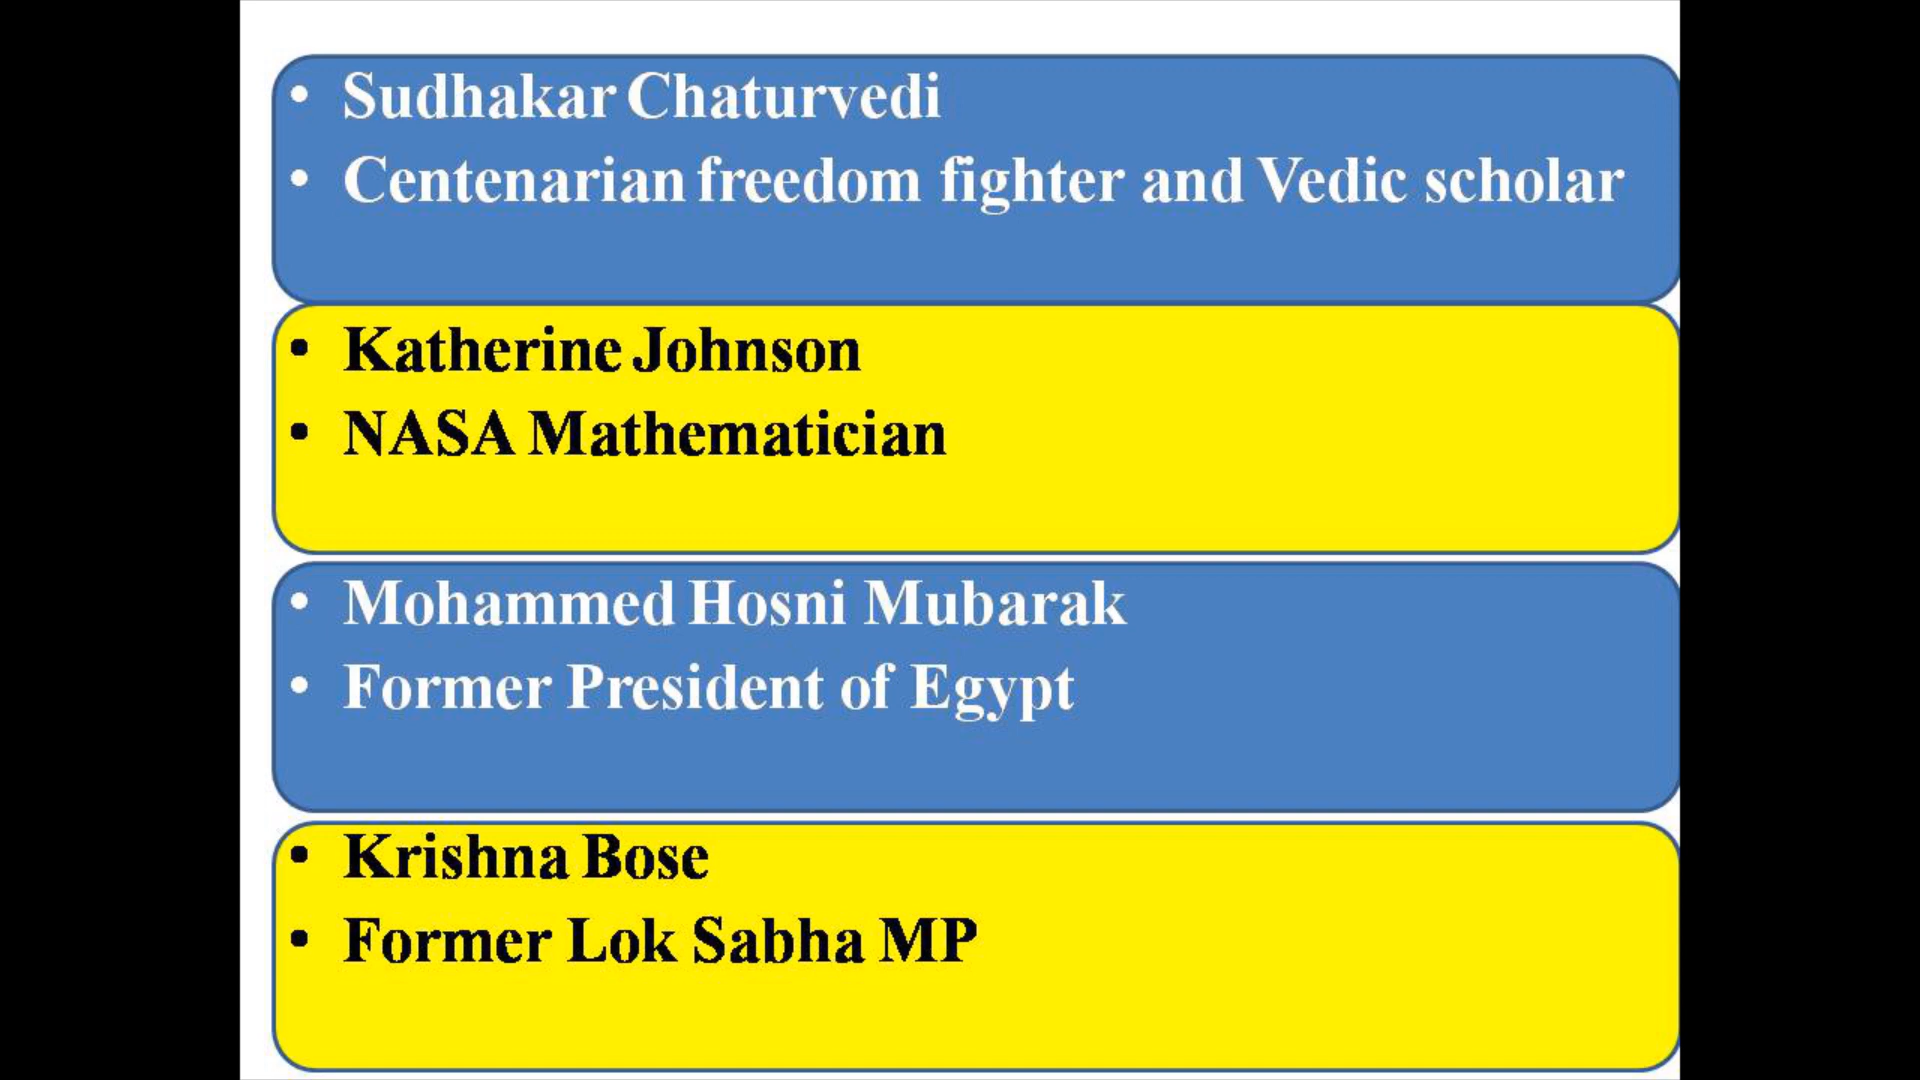 • Sudhakar Chaturvedi
• Centenarian freedom fighter and Vedic scholar
• Katherine Johnson
• NASA Mathematician
• Mohammed Hosni Mubarak
• Former President of Egypt
• Krishna Bose
• Former Lok Sabha MP